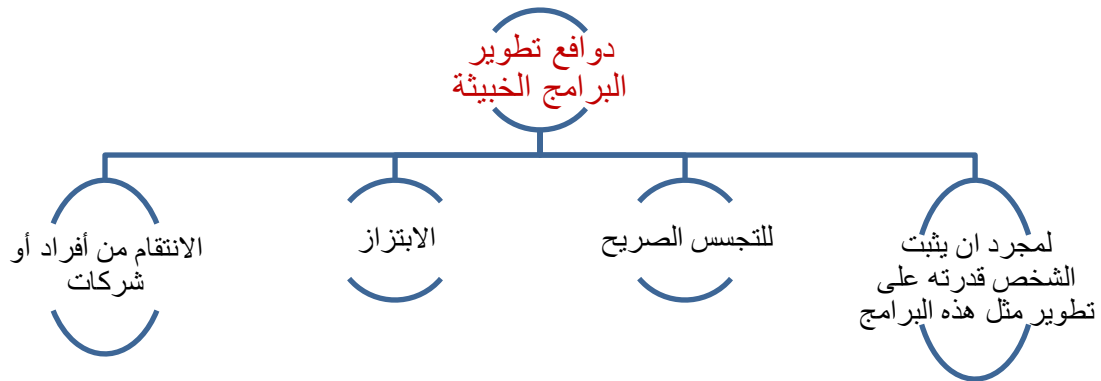 دوافع تطوير
البرامج الخبيثة
لمجرد ان يثبت
الشخص قدرته على
تطوير مثل هذه البرامج
للتجسس الصريح
الابتزاز
الانتقام من أفراد أو
شركات